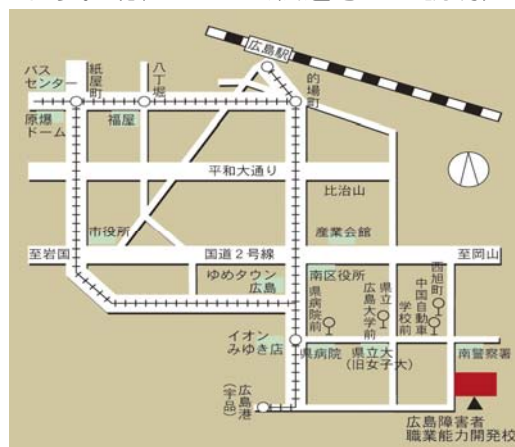 広島駅
バス
センター
紙屋町
八丁堀
的場町
原爆
ドーム
福屋
平和大通り
比治山
市役所
産業会館
至岩国
国道２号線
至岡山
ゆめタウン
広島
南区役所
県病院前
県立
広島大学前
中国自動車
学校前
西旭町
イオン
みゆき店
県病院
県立大
(旧女子大)
南警察署
広島港
(宇品)
広島障害者
職業能力開発校